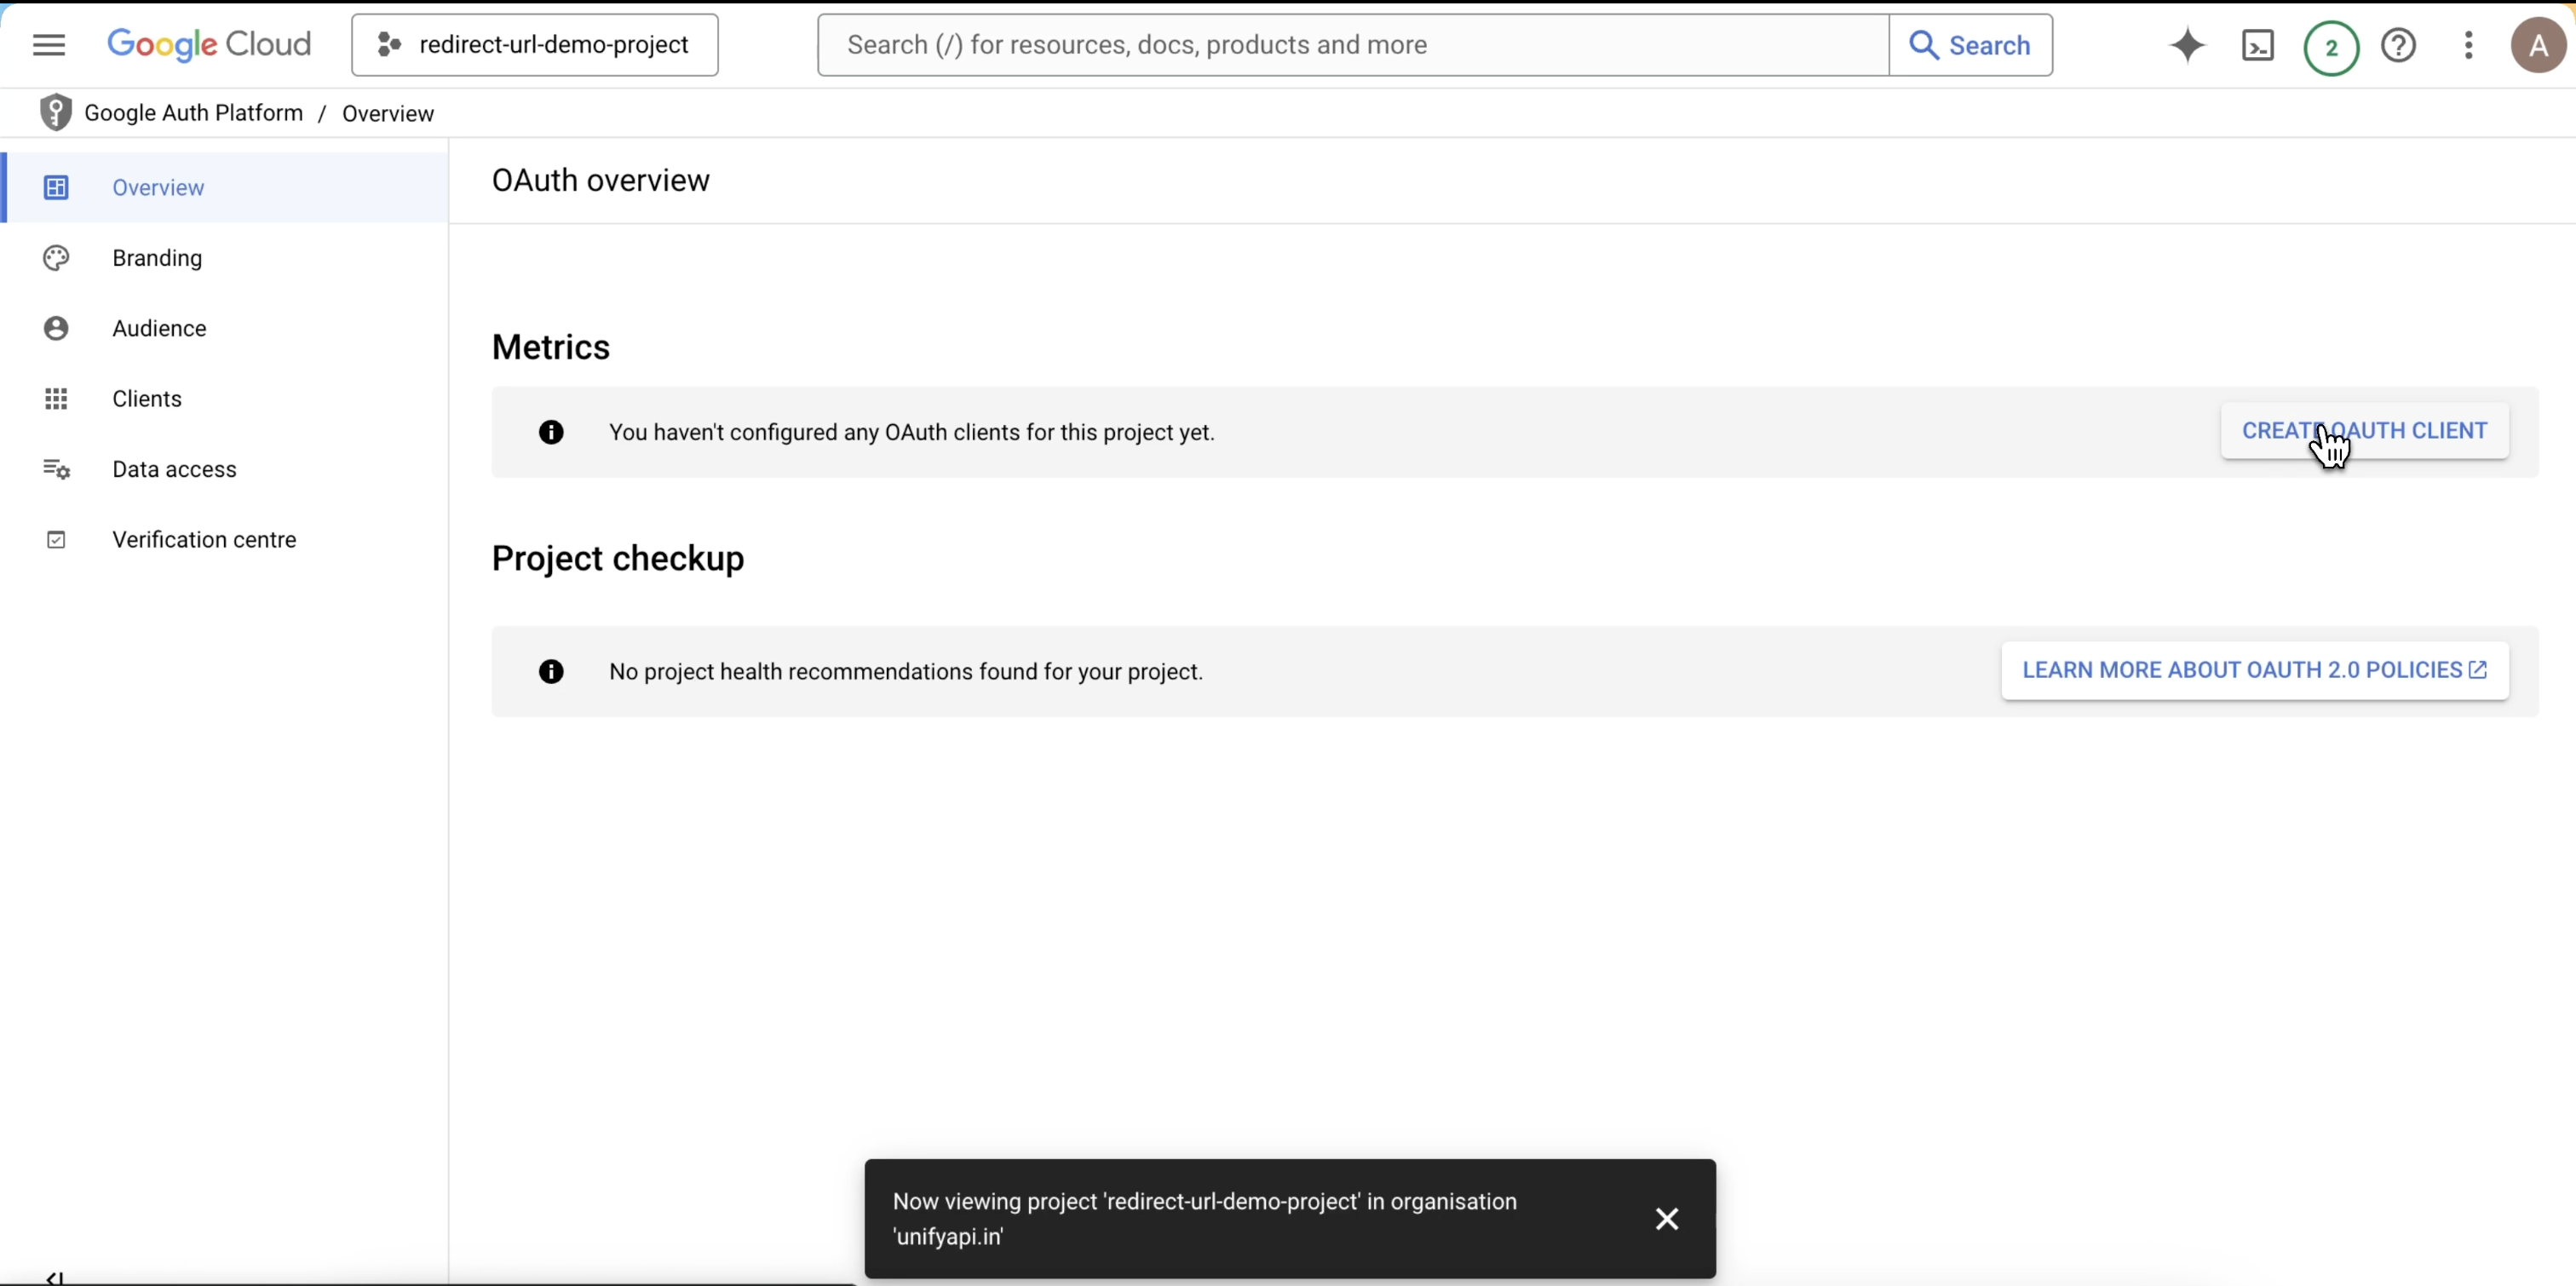 Google Cloud
redirect-url-demo-project
Search (/) for resources, docs, products and more
Search
2
A
Google Auth Platform / Overview
Overview
Branding
Audience
Clients
Data access
Verification centre
OAuth overview
Metrics
You haven't configured any OAuth clients for this project yet.
CREATE OAUTH CLIENT
Project checkup
No project health recommendations found for your project.
LEARN MORE ABOUT OAUTH 2.0 POLICIES
Now viewing project 'redirect-url-demo-project' in organisation
'unifyapi.in'